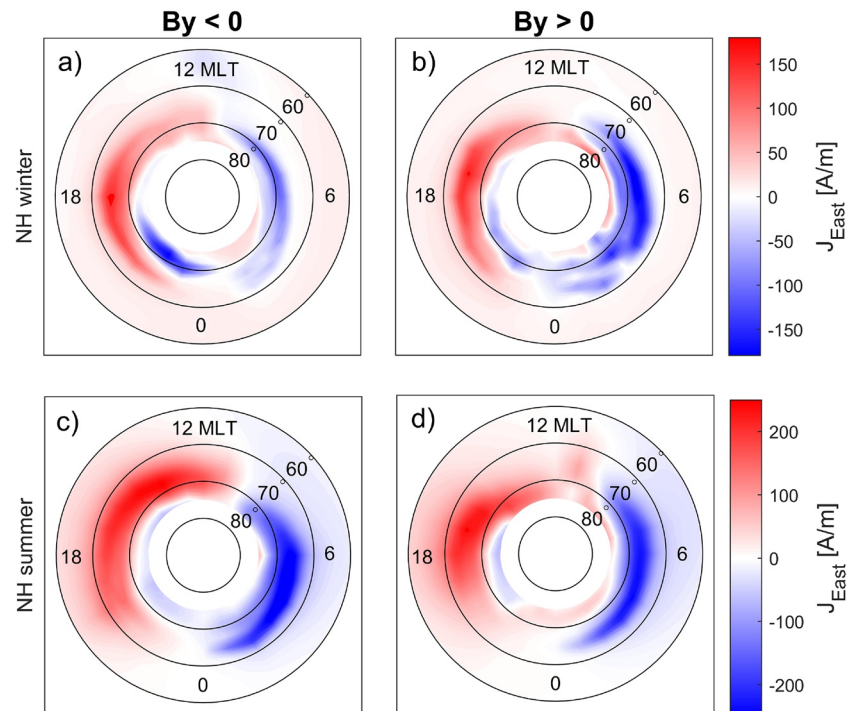 By < 0
By > 0
a)
12 MLT
60°
70°
80°
18
6
0
NH winter
b)
12 MLT
60°
70°
80°
18
6
0
150
100
50
0
-50
-100
-150
J_East [A/m]
c)
12 MLT
60°
70°
80°
18
6
0
NH summer
d)
12 MLT
60°
70°
80°
18
6
0
200
100
0
-100
-200
J_East [A/m]